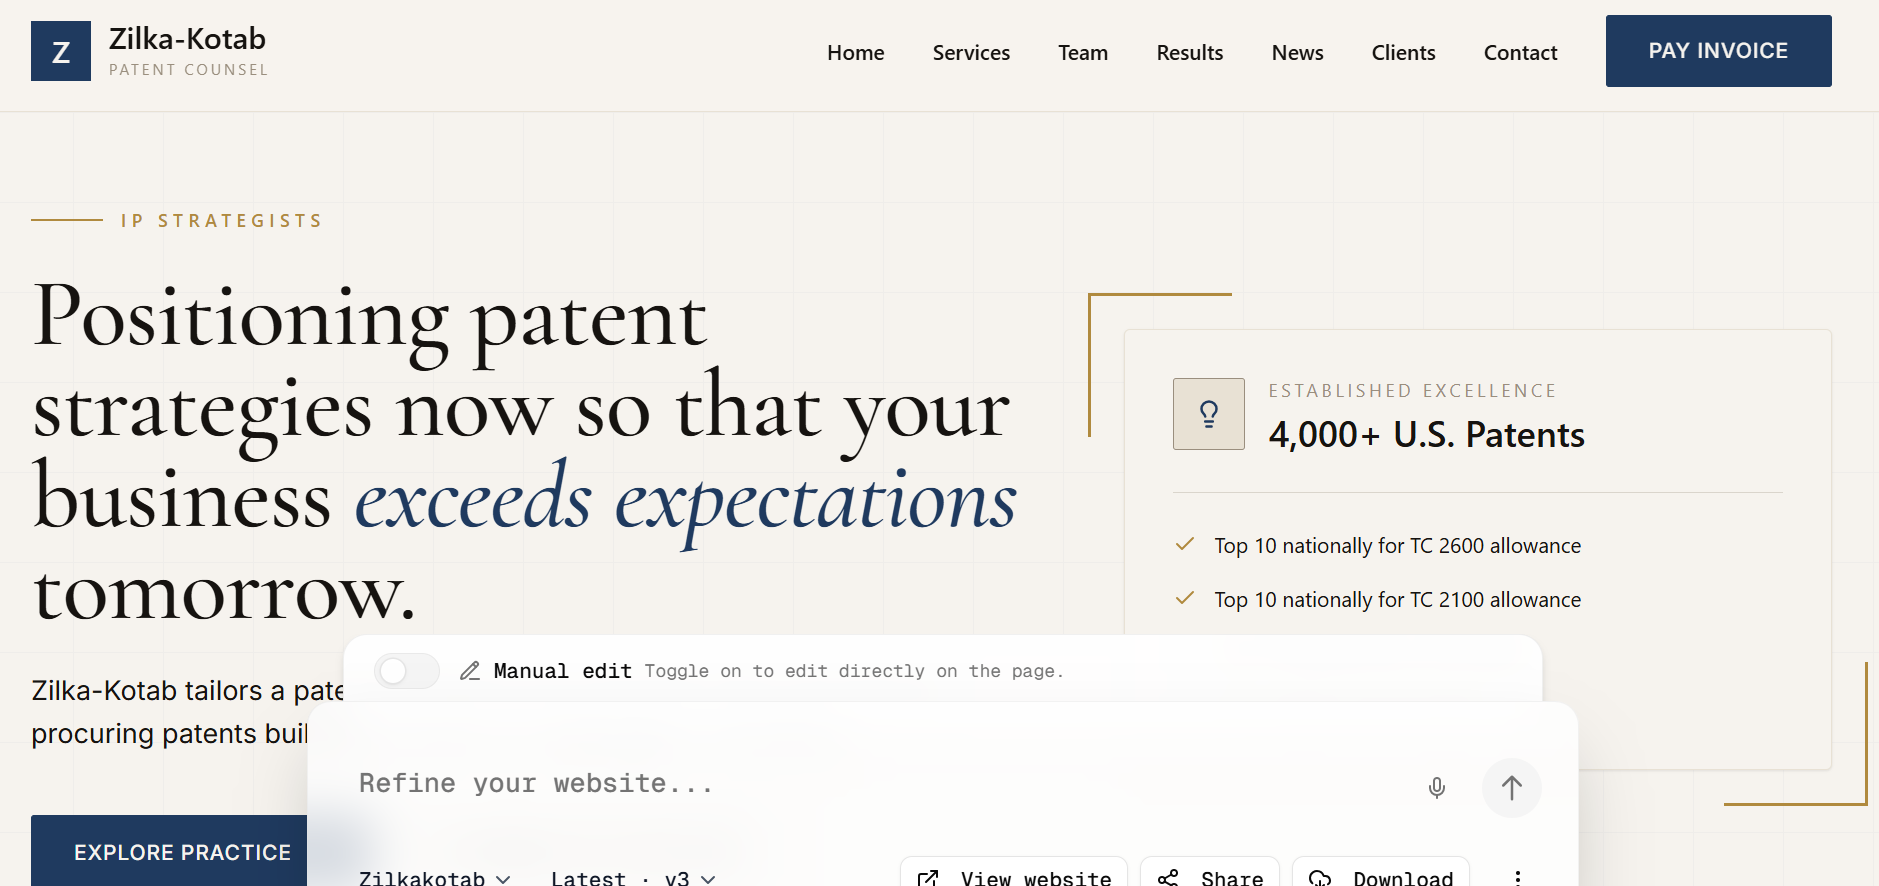 Z
Zilka-Kotab
PATENT COUNSEL
Home Services Team Results News Clients Contact PAY INVOICE
IP STRATEGISTS
Positioning patent
strategies now so that your
business exceeds expectations
tomorrow.
ESTABLISHED EXCELLENCE
4,000+ U.S. Patents
Top 10 nationally for TC 2600 allowance
Top 10 nationally for TC 2100 allowance
Zilka-Kotab tailors a
procuring patents
EXPLORE PRACTICE
Manual edit Toggle on to edit directly on the page.
Refine your website...
Zilkakotab Latest · v3 View website Share Download